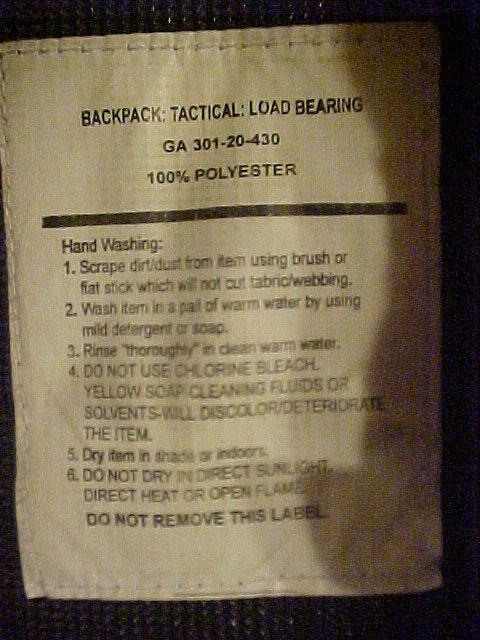 BACKPACK: TACTICAL: LOAD BEARING
GA 301-20-430
100% POLYESTER
Hand Washing:
1. Scrape dirt/dust from item using brush or
flat stick which will not cut fabric/webbing.
2. Wash item in a pail of warm water by using
mild detergent or soap.
3. Rinse "thoroughly" in clean warm water.
4. DO NOT USE CHLORINE BLEACH.
YELLOW SOAP CLEANING FLUIDS OR
SOLVENTS-WILL DISCOLOR/DETERIORATE
THE ITEM.
5. Dry item in shade or indoors.
6. DO NOT DRY IN DIRECT SUNLIGHT.
DIRECT HEAT OR OPEN FLAME.
DO NOT REMOVE THIS LABEL.